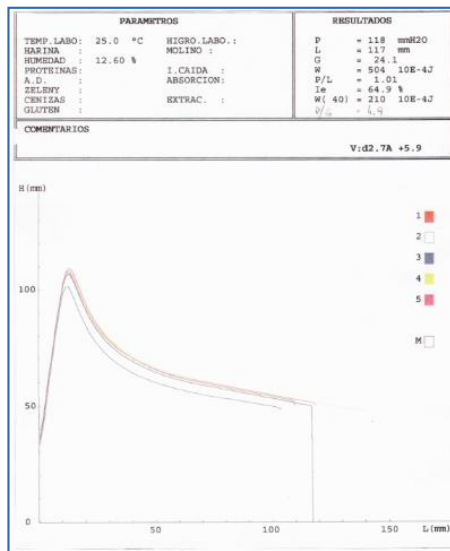 PARAMETROS
TEMP.LABO: 25.0 °C HIGRO.LABO.:
HARINA : MOLINO :
HUMEDAD : 12.60 %
PROTEINAS: I.CAIDA :
A.D. : ABSORCION:
ZELENY :
CENIZAS : EXTRAC. :
GLUTEN :
RESULTADOS
P = 118 mmH2O
L = 117 mm
G = 24.1
W = 504 10E-4J
P/L = 1.01
Ie = 64.9 %
W( 40) = 210 10E-4J
P/G = 4.9
COMENTARIOS
V:d2.7A +5.9
H(mm)
1
2
3
4
5
M
100
50
0
50
100
150
L(mm)